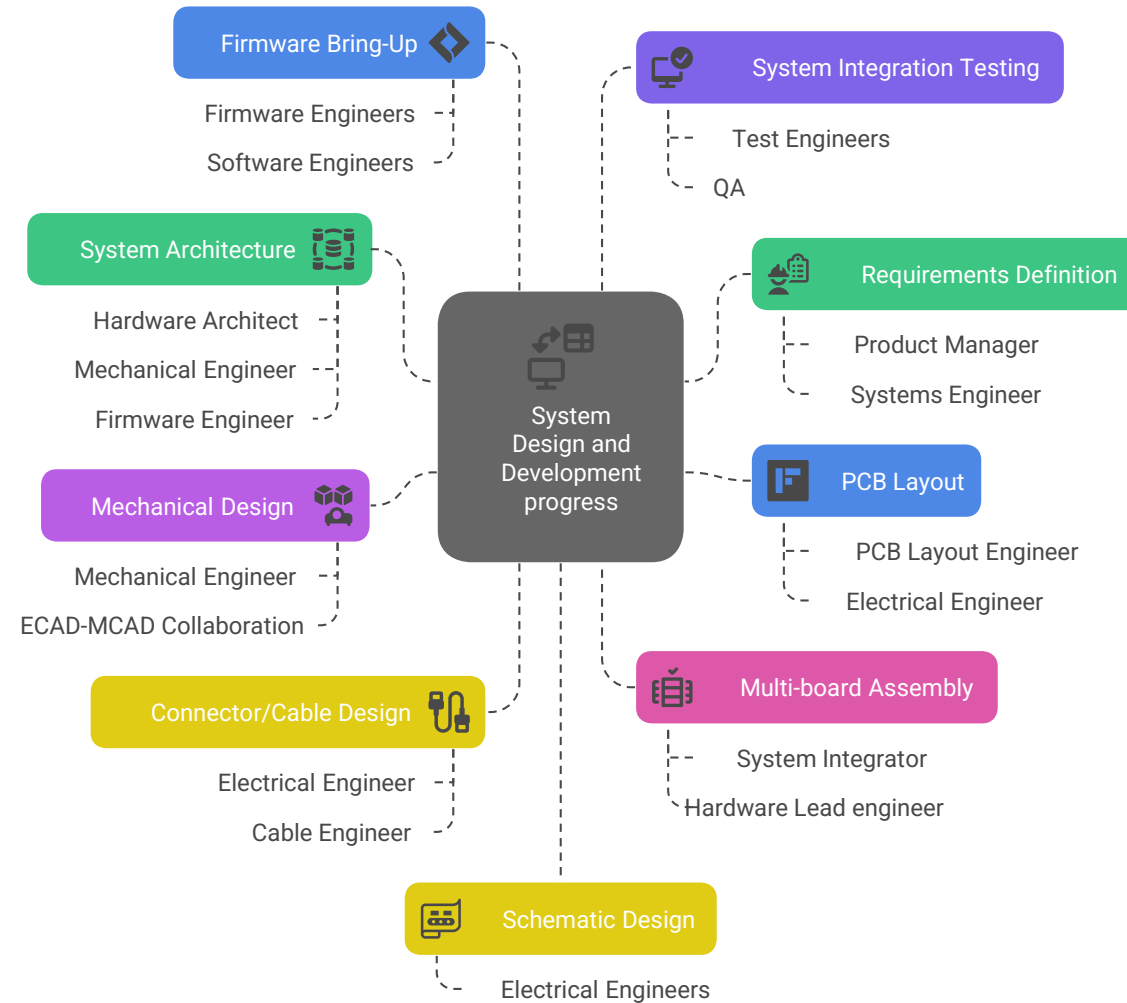 Firmware Bring-Up
Firmware Engineers
Software Engineers
System Integration Testing
Test Engineers
QA
System Architecture
Hardware Architect
Mechanical Engineer
Firmware Engineer
Requirements Definition
Product Manager
Systems Engineer
System
Design and
Development
progress
Mechanical Design
Mechanical Engineer
ECAD-MCAD Collaboration
PCB Layout
PCB Layout Engineer
Electrical Engineer
Connector/Cable Design
Electrical Engineer
Cable Engineer
Multi-board Assembly
System Integrator
Hardware Lead engineer
Schematic Design
Electrical Engineers